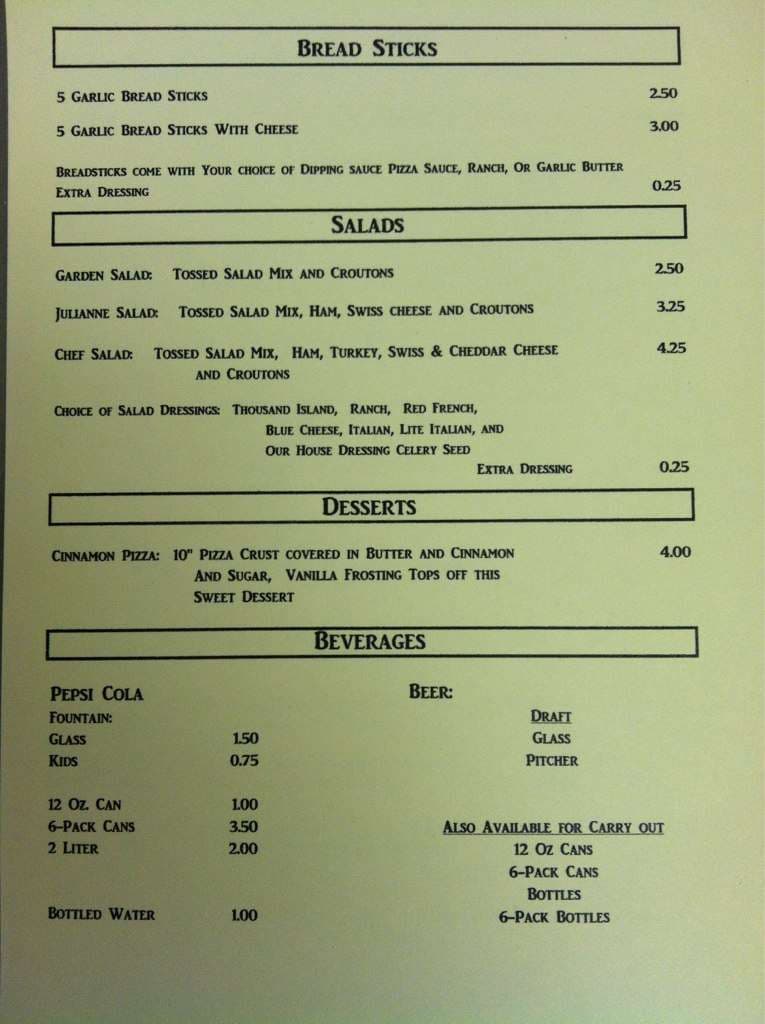 BREAD STICKS
5 GARLIC BREAD STICKS 2.50
5 GARLIC BREAD STICKS WITH CHEESE 3.00
BREADSTICKS COME WITH YOUR CHOICE OF DIPPING SAUCE PIZZA SAUCE, RANCH, OR GARLIC BUTTER
EXTRA DRESSING 0.25
SALADS
GARDEN SALAD: TOSSED SALAD MIX AND CROUTONS 2.50
JULIANNE SALAD: TOSSED SALAD MIX, HAM, SWISS CHEESE AND CROUTONS 3.25
CHEF SALAD: TOSSED SALAD MIX, HAM, TURKEY, SWISS & CHEDDAR CHEESE 4.25
AND CROUTONS
CHOICE OF SALAD DRESSINGS: THOUSAND ISLAND, RANCH, RED FRENCH,
BLUE CHEESE, ITALIAN, LITE ITALIAN, AND
OUR HOUSE DRESSING CELERY SEED
EXTRA DRESSING 0.25
DESSERTS
CINNAMON PIZZA: 10" PIZZA CRUST COVERED IN BUTTER AND CINNAMON 4.00
AND SUGAR, VANILLA FROSTING TOPS OFF THIS
SWEET DESSERT
BEVERAGES
PEPSI COLA
FOUNTAIN:
GLASS 1.50
KIDS 0.75
12 OZ. CAN 1.00
6-PACK CANS 3.50
2 LITER 2.00
BOTTLED WATER 1.00
BEER:
DRAFT
GLASS
PITCHER
ALSO AVAILABLE FOR CARRY OUT
12 OZ CANS
6-PACK CANS
BOTTLES
6-PACK BOTTLES